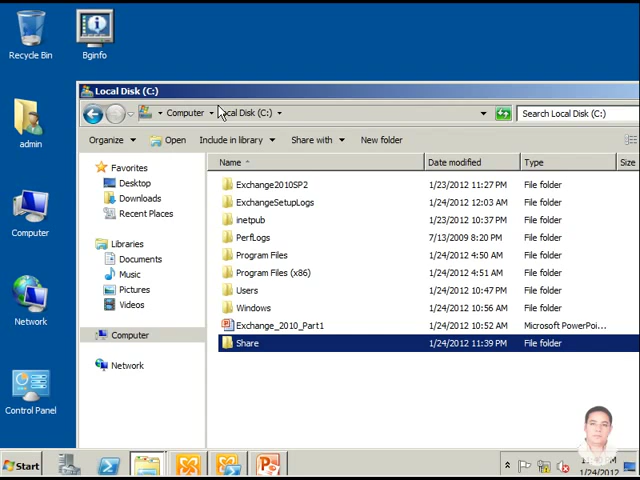 Recycle Bin
Bginfo
admin
Computer
Network
Control Panel
Local Disk (C:)
Computer Local Disk (C:)
Search Local Disk (C:)
Organize Open Include in library Share with New folder
Favorites
Desktop
Downloads
Recent Places
Libraries
Documents
Music
Pictures
Videos
Computer
Network
Name Date modified Type Size
Exchange2010SP2 1/23/2012 11:27 PM File folder
ExchangeSetupLogs 1/24/2012 12:03 AM File folder
inetpub 1/23/2012 10:37 PM File folder
PerfLogs 7/13/2009 8:20 PM File folder
Program Files 1/24/2012 4:50 AM File folder
Program Files (x86) 1/24/2012 4:51 AM File folder
Users 1/24/2012 10:47 PM File folder
Windows 1/24/2012 10:56 AM File folder
Exchange_2010_Part1 1/24/2012 10:52 AM Microsoft PowerPoi...
Share 1/24/2012 11:39 PM File folder
Start
1/24/2012